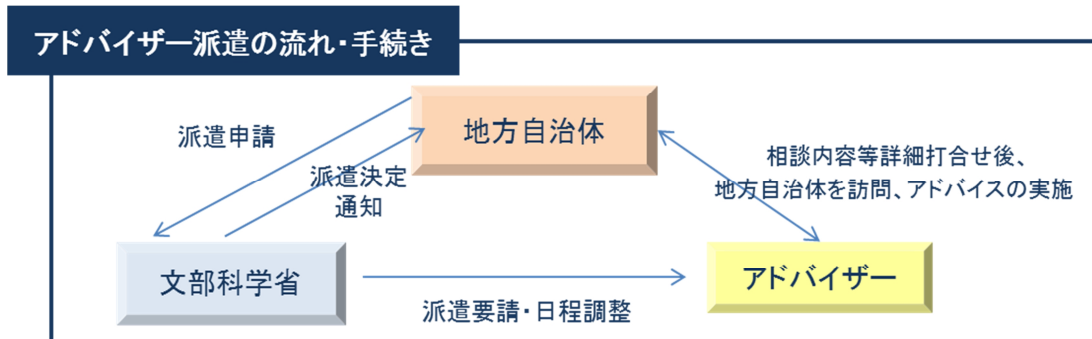 アドバイザー派遣の流れ・手続き
地方自治体
派遣申請
派遣決定
通知
相談内容等詳細打合せ後、
地方自治体を訪問、アドバイスの実施
文部科学省
アドバイザー
派遣要請・日程調整